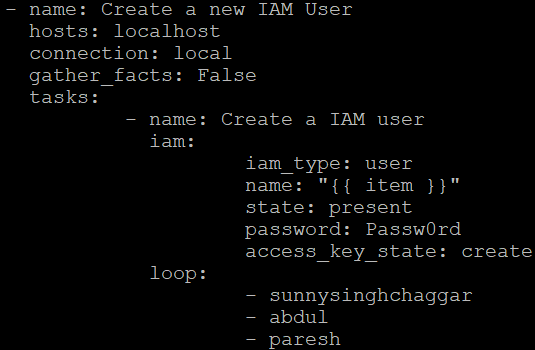 - name: Create a new IAM User
  hosts: localhost
  connection: local
  gather_facts: False
  tasks:
          - name: Create a IAM user
            iam:
                    iam_type: user
                    name: "{{ item }}"
                    state: present
                    password: Passw0rd
                    access_key_state: create
            loop:
                    - sunnysinghchaggar
                    - abdul
                    - paresh